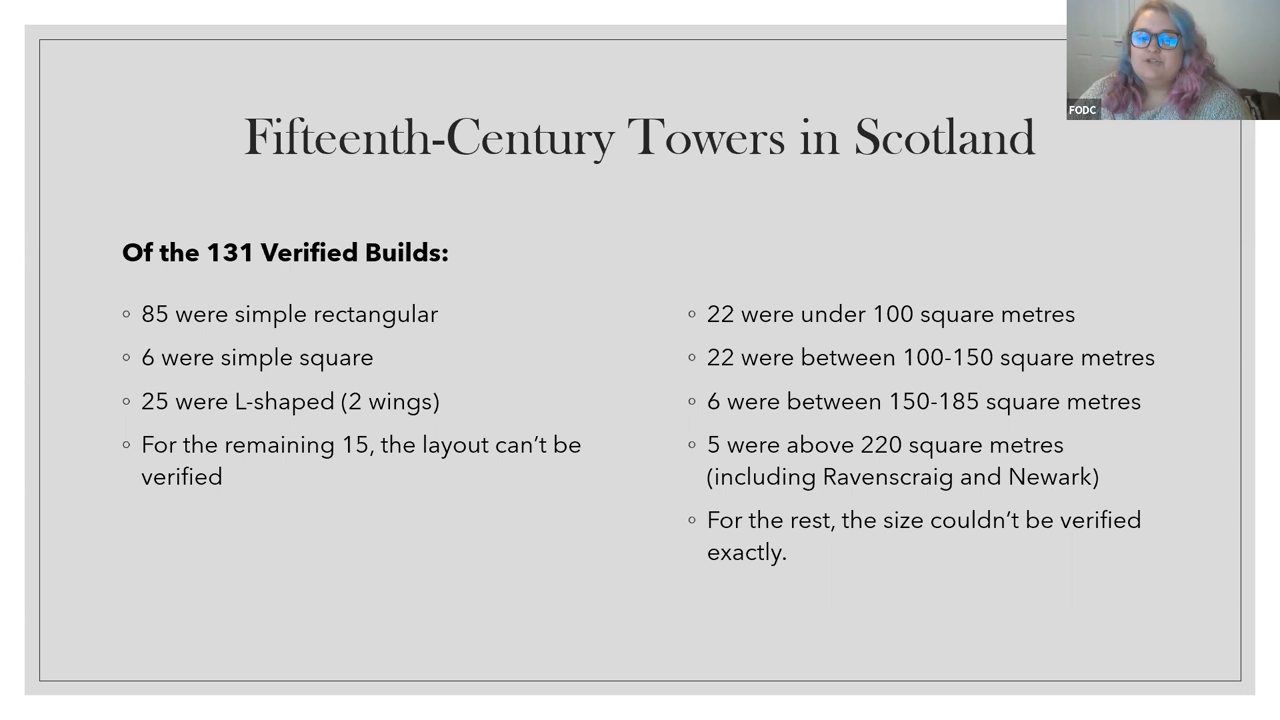 FODC
Fifteenth-Century Towers in Scotland
Of the 131 Verified Builds:
◦ 85 were simple rectangular
◦ 6 were simple square
◦ 25 were L-shaped (2 wings)
◦ For the remaining 15, the layout can’t be
verified
◦ 22 were under 100 square metres
◦ 22 were between 100-150 square metres
◦ 6 were between 150-185 square metres
◦ 5 were above 220 square metres
(including Ravenscraig and Newark)
◦ For the rest, the size couldn’t be verified
exactly.